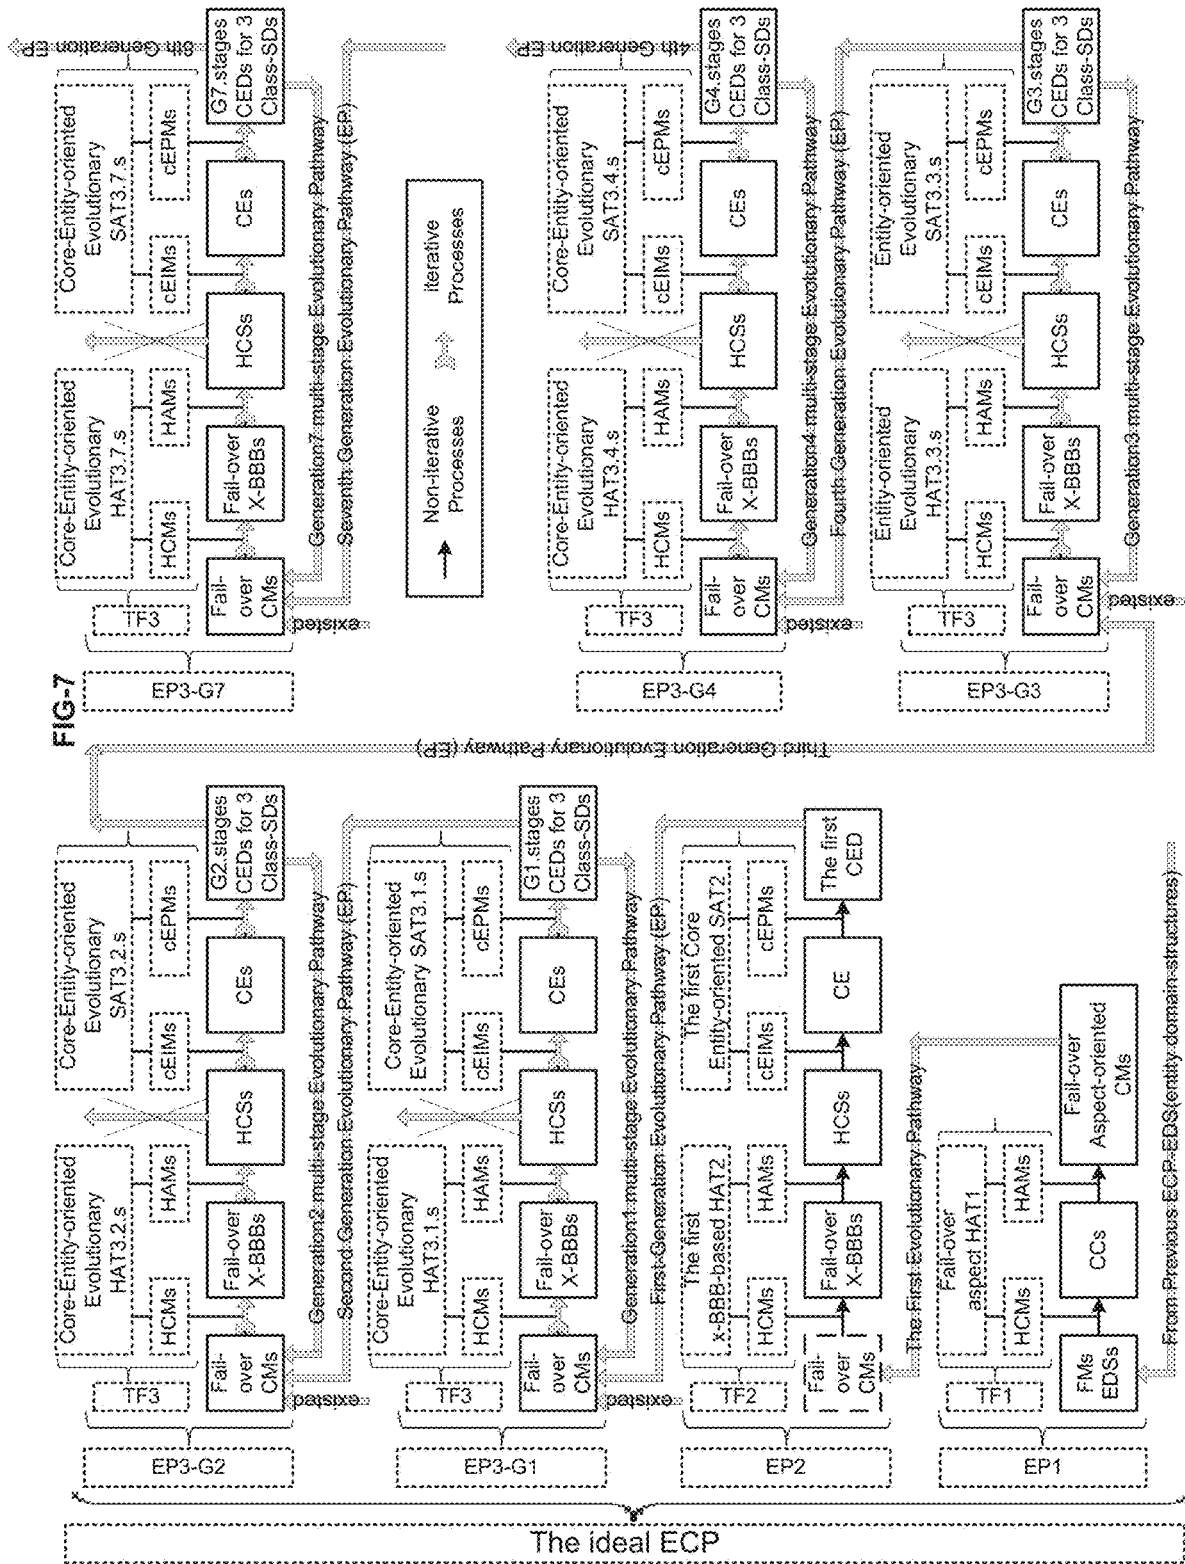 FIG-7
The ideal ECP
EP3-G2
TF3
Core-Entity-oriented
Evolutionary
HAT3.2.s
HCMs
HAMs
Core-Entity-oriented
Evolutionary
SAT3.2.s
cEIMs
cEPMs
Fail-
over
CMs
Fail-over
X-BBBs
HCSs
CEs
G2.stages
CEDs for 3
Class-SDs
existed
Generation2 multi-stage Evolutionary Pathway
Second Generation Evolutionary Pathway (EP)
EP3-G1
TF3
Core-Entity-oriented
Evolutionary
HAT3.1.s
HCMs
HAMs
Core-Entity-oriented
Evolutionary SAT3.1.s
cEIMs
cEPMs
Fail-
over
CMs
Fail-over
X-BBBs
HCSs
CEs
G1.stages
CEDs for 3
Class-SDs
existed
Generation1 multi-stage Evolutionary Pathway
First Generation Evolutionary Pathway (EP)
EP2
TF2
The first
x-BBB-based HAT2
HCMs
HAMs
The first Core
Entity-oriented SAT2
cEIMs
cEPMs
Fail-
over
CMs
Fail-over
X-BBBs
HCSs
CE
The first
CED
The First Evolutionary Pathway
EP1
TF1
Fail-over
aspect HAT1
HCMs
HAMs
FMs
EDSs
CCs
Fail-over
Aspect-oriented
CMs
From Previous ECP-EDS(entity domain structures)
Third Generation Evolutionary Pathway (EP)
EP3-G7
TF3
Core-Entity-oriented
Evolutionary
HAT3.7.s
HCMs
HAMs
Core-Entity-oriented
Evolutionary
SAT3.7.s
cEIMs
cEPMs
Fail-
over
CMs
Fail-over
X-BBBs
HCSs
CEs
G7.stages
CEDs for 3
Class-SDs
8th Generation
EP
existed
Generation7 multi-stage Evolutionary Pathway
Seventh Generation Evolutionary Pathway (EP)
Non-iterative
Processes
iterative
Processes
EP3-G4
TF3
Core-Entity-oriented
Evolutionary
HAT3.4.s
HCMs
HAMs
Core-Entity-oriented
Evolutionary
SAT3.4.s
cEIMs
cEPMs
Fail-
over
CMs
Fail-over
X-BBBs
HCSs
CEs
G4.stages
CEDs for 3
Class-SDs
4th Generation
EP
existed
Generation4 multi-stage Evolutionary Pathway
Fourth Generation Evolutionary Pathway (EP)
EP3-G3
TF3
Entity-oriented
Evolutionary
HAT3.3.s
HCMs
HAMs
Entity-oriented
Evolutionary
SAT3.3.s
cEIMs
cEPMs
Fail-
over
CMs
Fail-over
X-BBBs
HCSs
CEs
G3.stages
CEDs for 3
Class-SDs
existed
Generation3 multi-stage Evolutionary Pathway